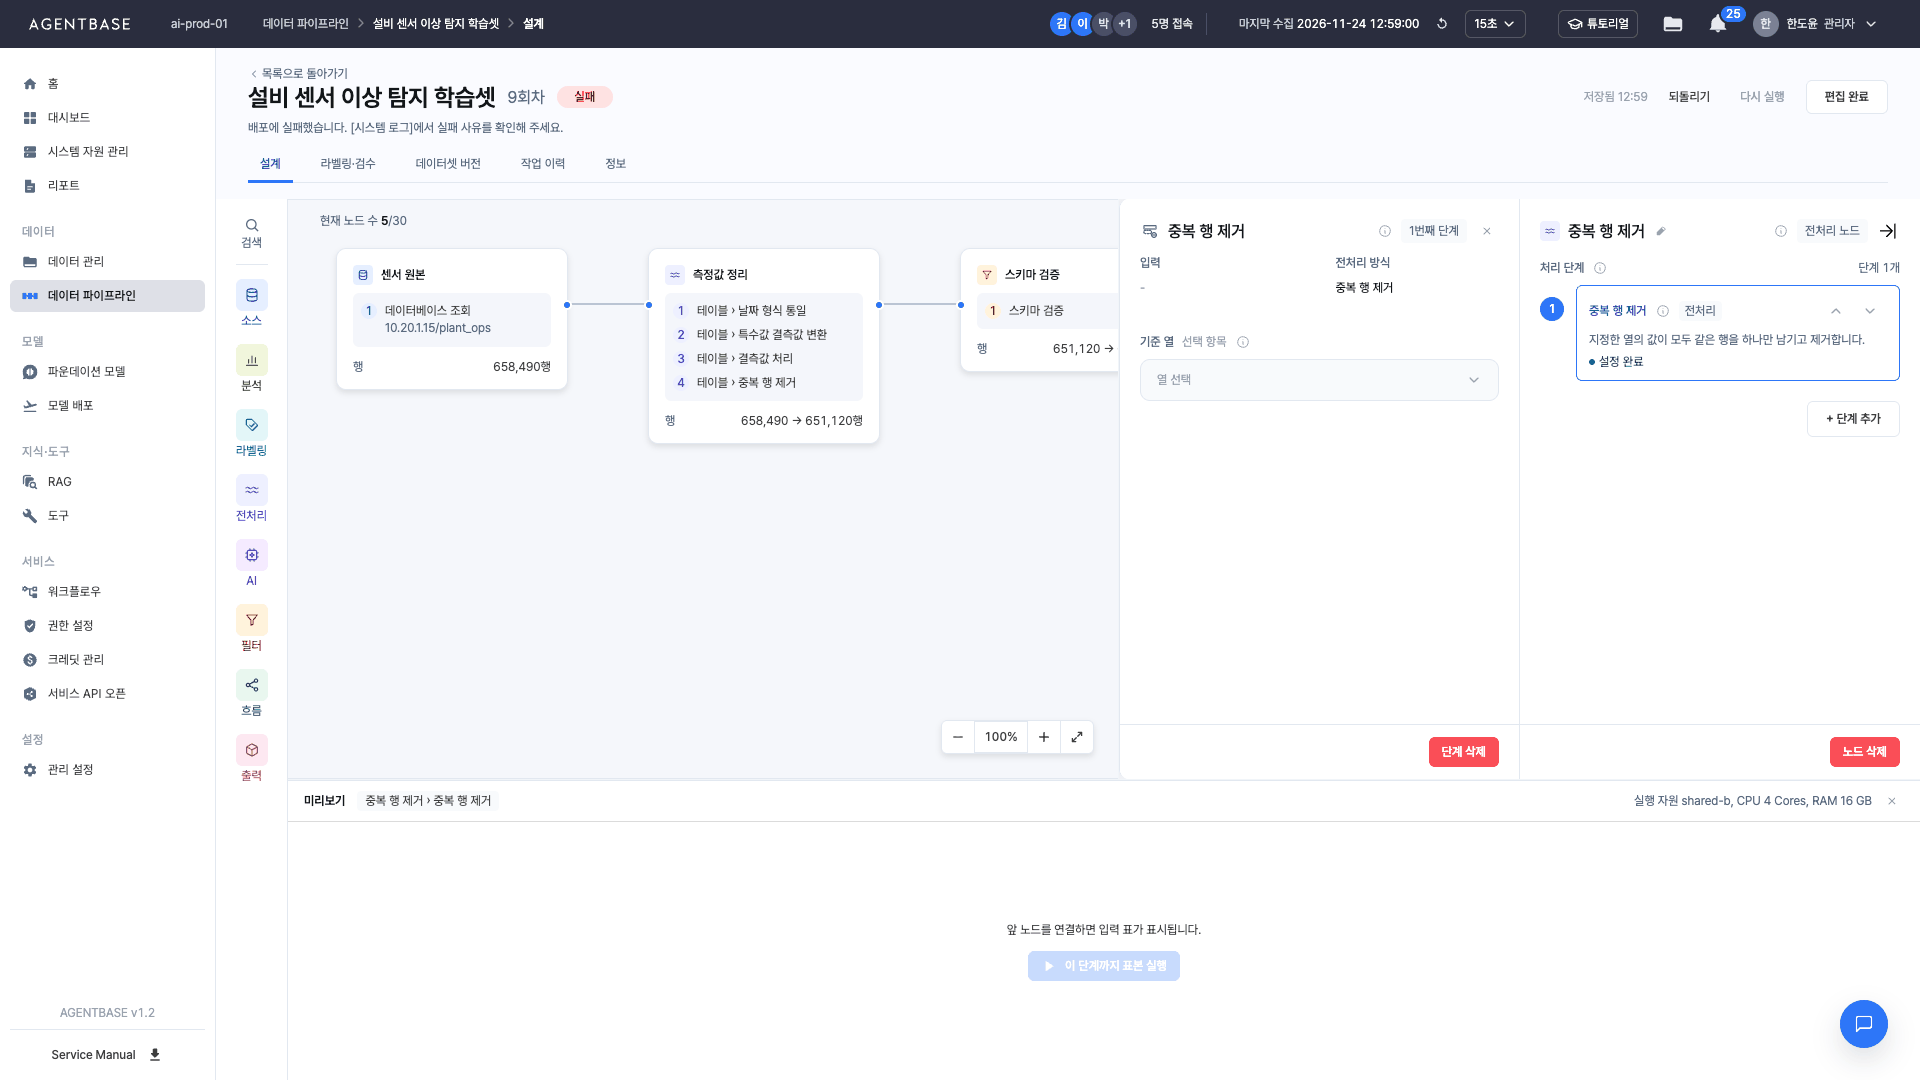 AGENTBASE
ai-prod-01
데이터 파이프라인
설비 센서 이상 탐지 학습셋
설계
김 이 박 +1
5명 접속
마지막 수집 2026-11-24 12:59:00
15초
튜토리얼
25
한
한도윤 관리자
홈
대시보드
시스템 자원 관리
리포트
데이터
데이터 관리
데이터 파이프라인
모델
파운데이션 모델
모델 배포
지식·도구
RAG
도구
서비스
워크플로우
권한 설정
크레딧 관리
서비스 API 오픈
설정
관리 설정
AGENTBASE v1.2
Service Manual
목록으로 돌아가기
설비 센서 이상 탐지 학습셋 9회차 실패
배포에 실패했습니다. [시스템 로그]에서 실패 사유를 확인해 주세요.
저장됨 12:59
되돌리기
다시 실행
편집 완료
설계
라벨링·검수
데이터셋 버전
작업 이력
정보
검색
소스
분석
라벨링
전처리
AI
필터
흐름
출력
현재 노드 수 5/30
센서 원본
1 데이터베이스 조회
10.20.1.15/plant_ops
행 658,490행
측정값 정리
1 테이블 › 날짜 형식 통일
2 테이블 › 특수값 결측값 변환
3 테이블 › 결측값 처리
4 테이블 › 중복 행 제거
행 658,490 → 651,120행
스키마 검증
1 스키마 검증
행 651,120 →
100%
중복 행 제거
1번째 단계
입력
-
전처리 방식
중복 행 제거
기준 열 선택 항목
열 선택
단계 삭제
중복 행 제거
전처리 노드
처리 단계
단계 1개
1
중복 행 제거 전처리
지정한 열의 값이 모두 같은 행을 하나만 남기고 제거합니다.
설정 완료
+ 단계 추가
노드 삭제
미리보기
중복 행 제거 › 중복 행 제거
실행 자원 shared-b, CPU 4 Cores, RAM 16 GB
앞 노드를 연결하면 입력 표가 표시됩니다.
이 단계까지 표본 실행